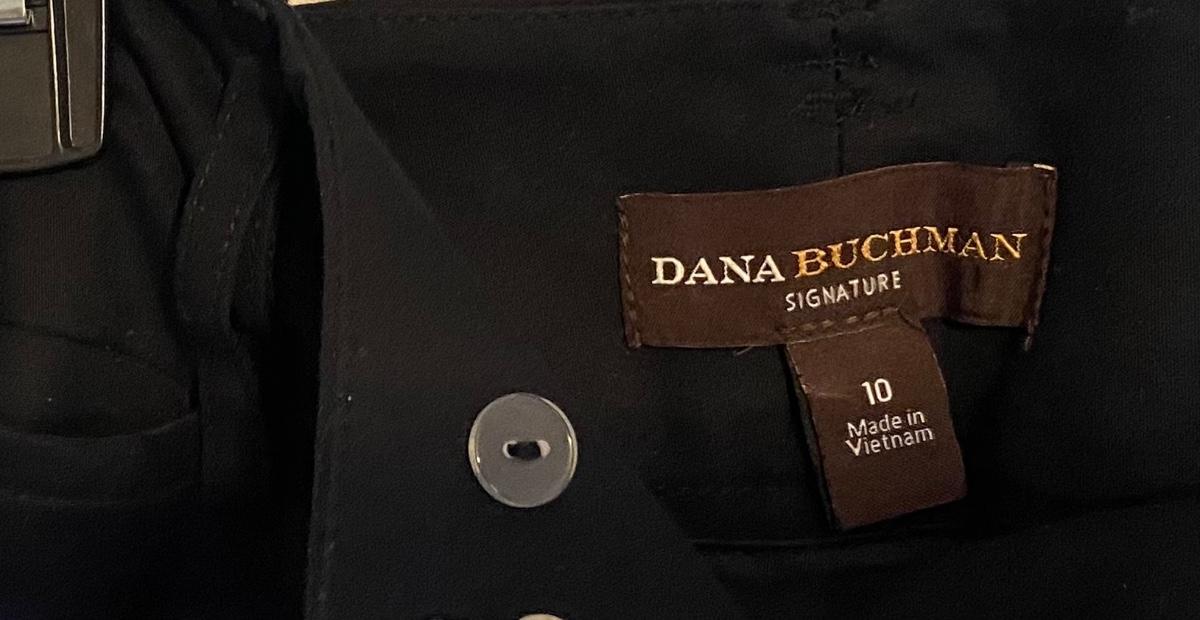 DANA BUCHMAN
SIGNATURE
10
Made in
Vietnam